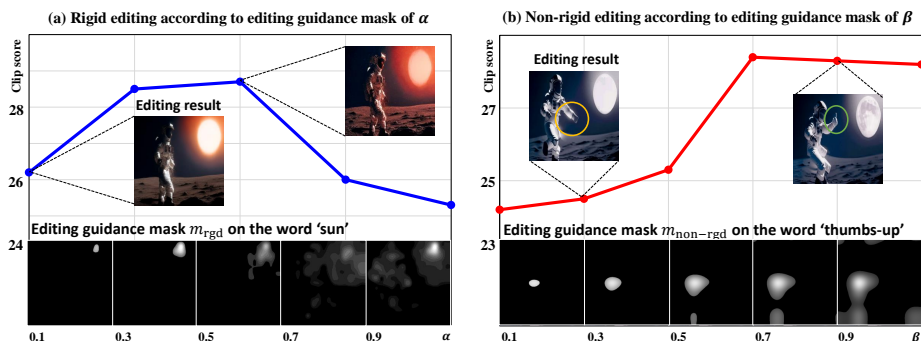 (a) Rigid editing according to editing guidance mask of α
Clip score
28
26
24
Editing result
Editing guidance mask m_rgd on the word ‘sun’
0.1 0.3 0.5 0.7 0.9 α
(b) Non-rigid editing according to editing guidance mask of β
Clip score
27
25
23
Editing result
Editing guidance mask m_non−rgd on the word ‘thumbs-up’
0.1 0.3 0.5 0.7 0.9 β